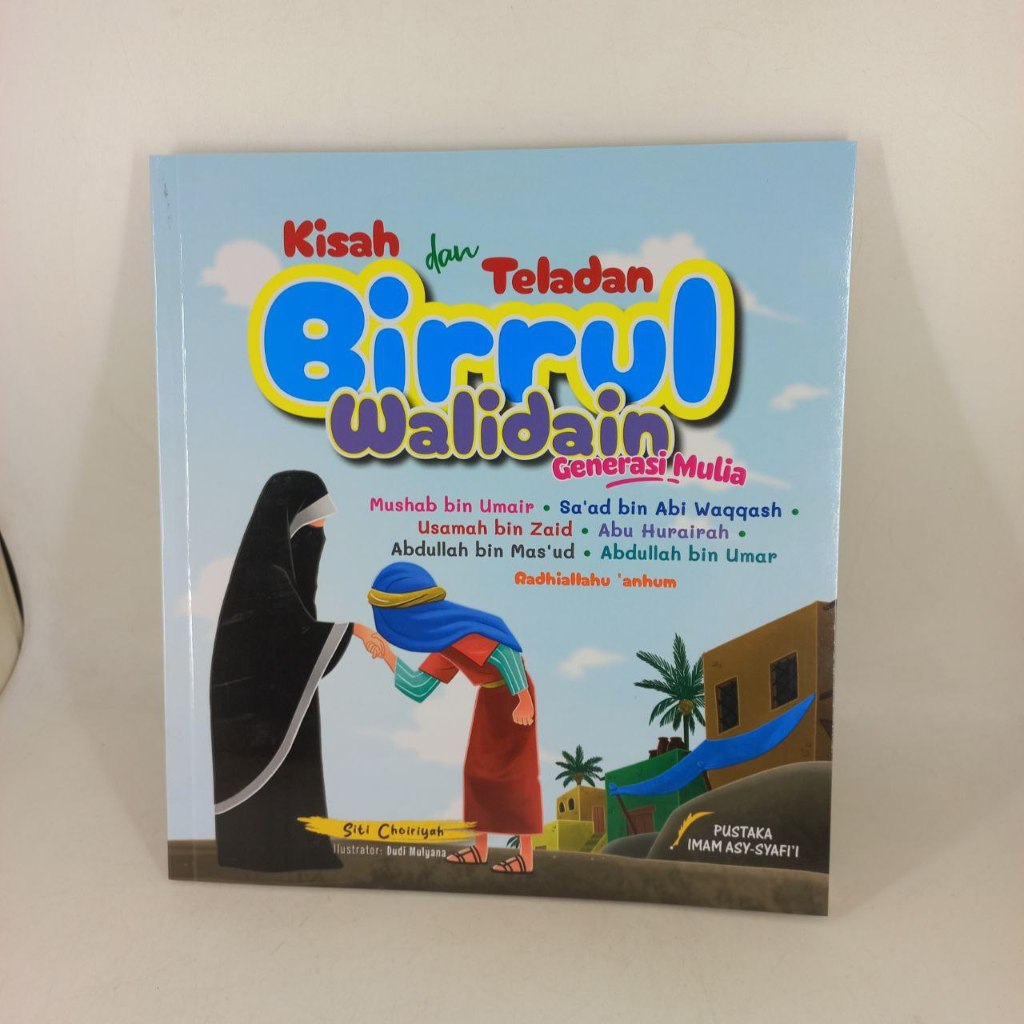 Kisah dan Teladan
Birrul
Walidain
Generasi Mulia
Mushab bin Umair • Sa'ad bin Abi Waqqash •
Usamah bin Zaid • Abu Hurairah •
Abdullah bin Mas'ud • Abdullah bin Umar
Radhiallahu 'anhum
Siti Choiriyah
Illustrator: Dudi Mulyana
PUSTAKA
IMAM ASY-SYAFI'I